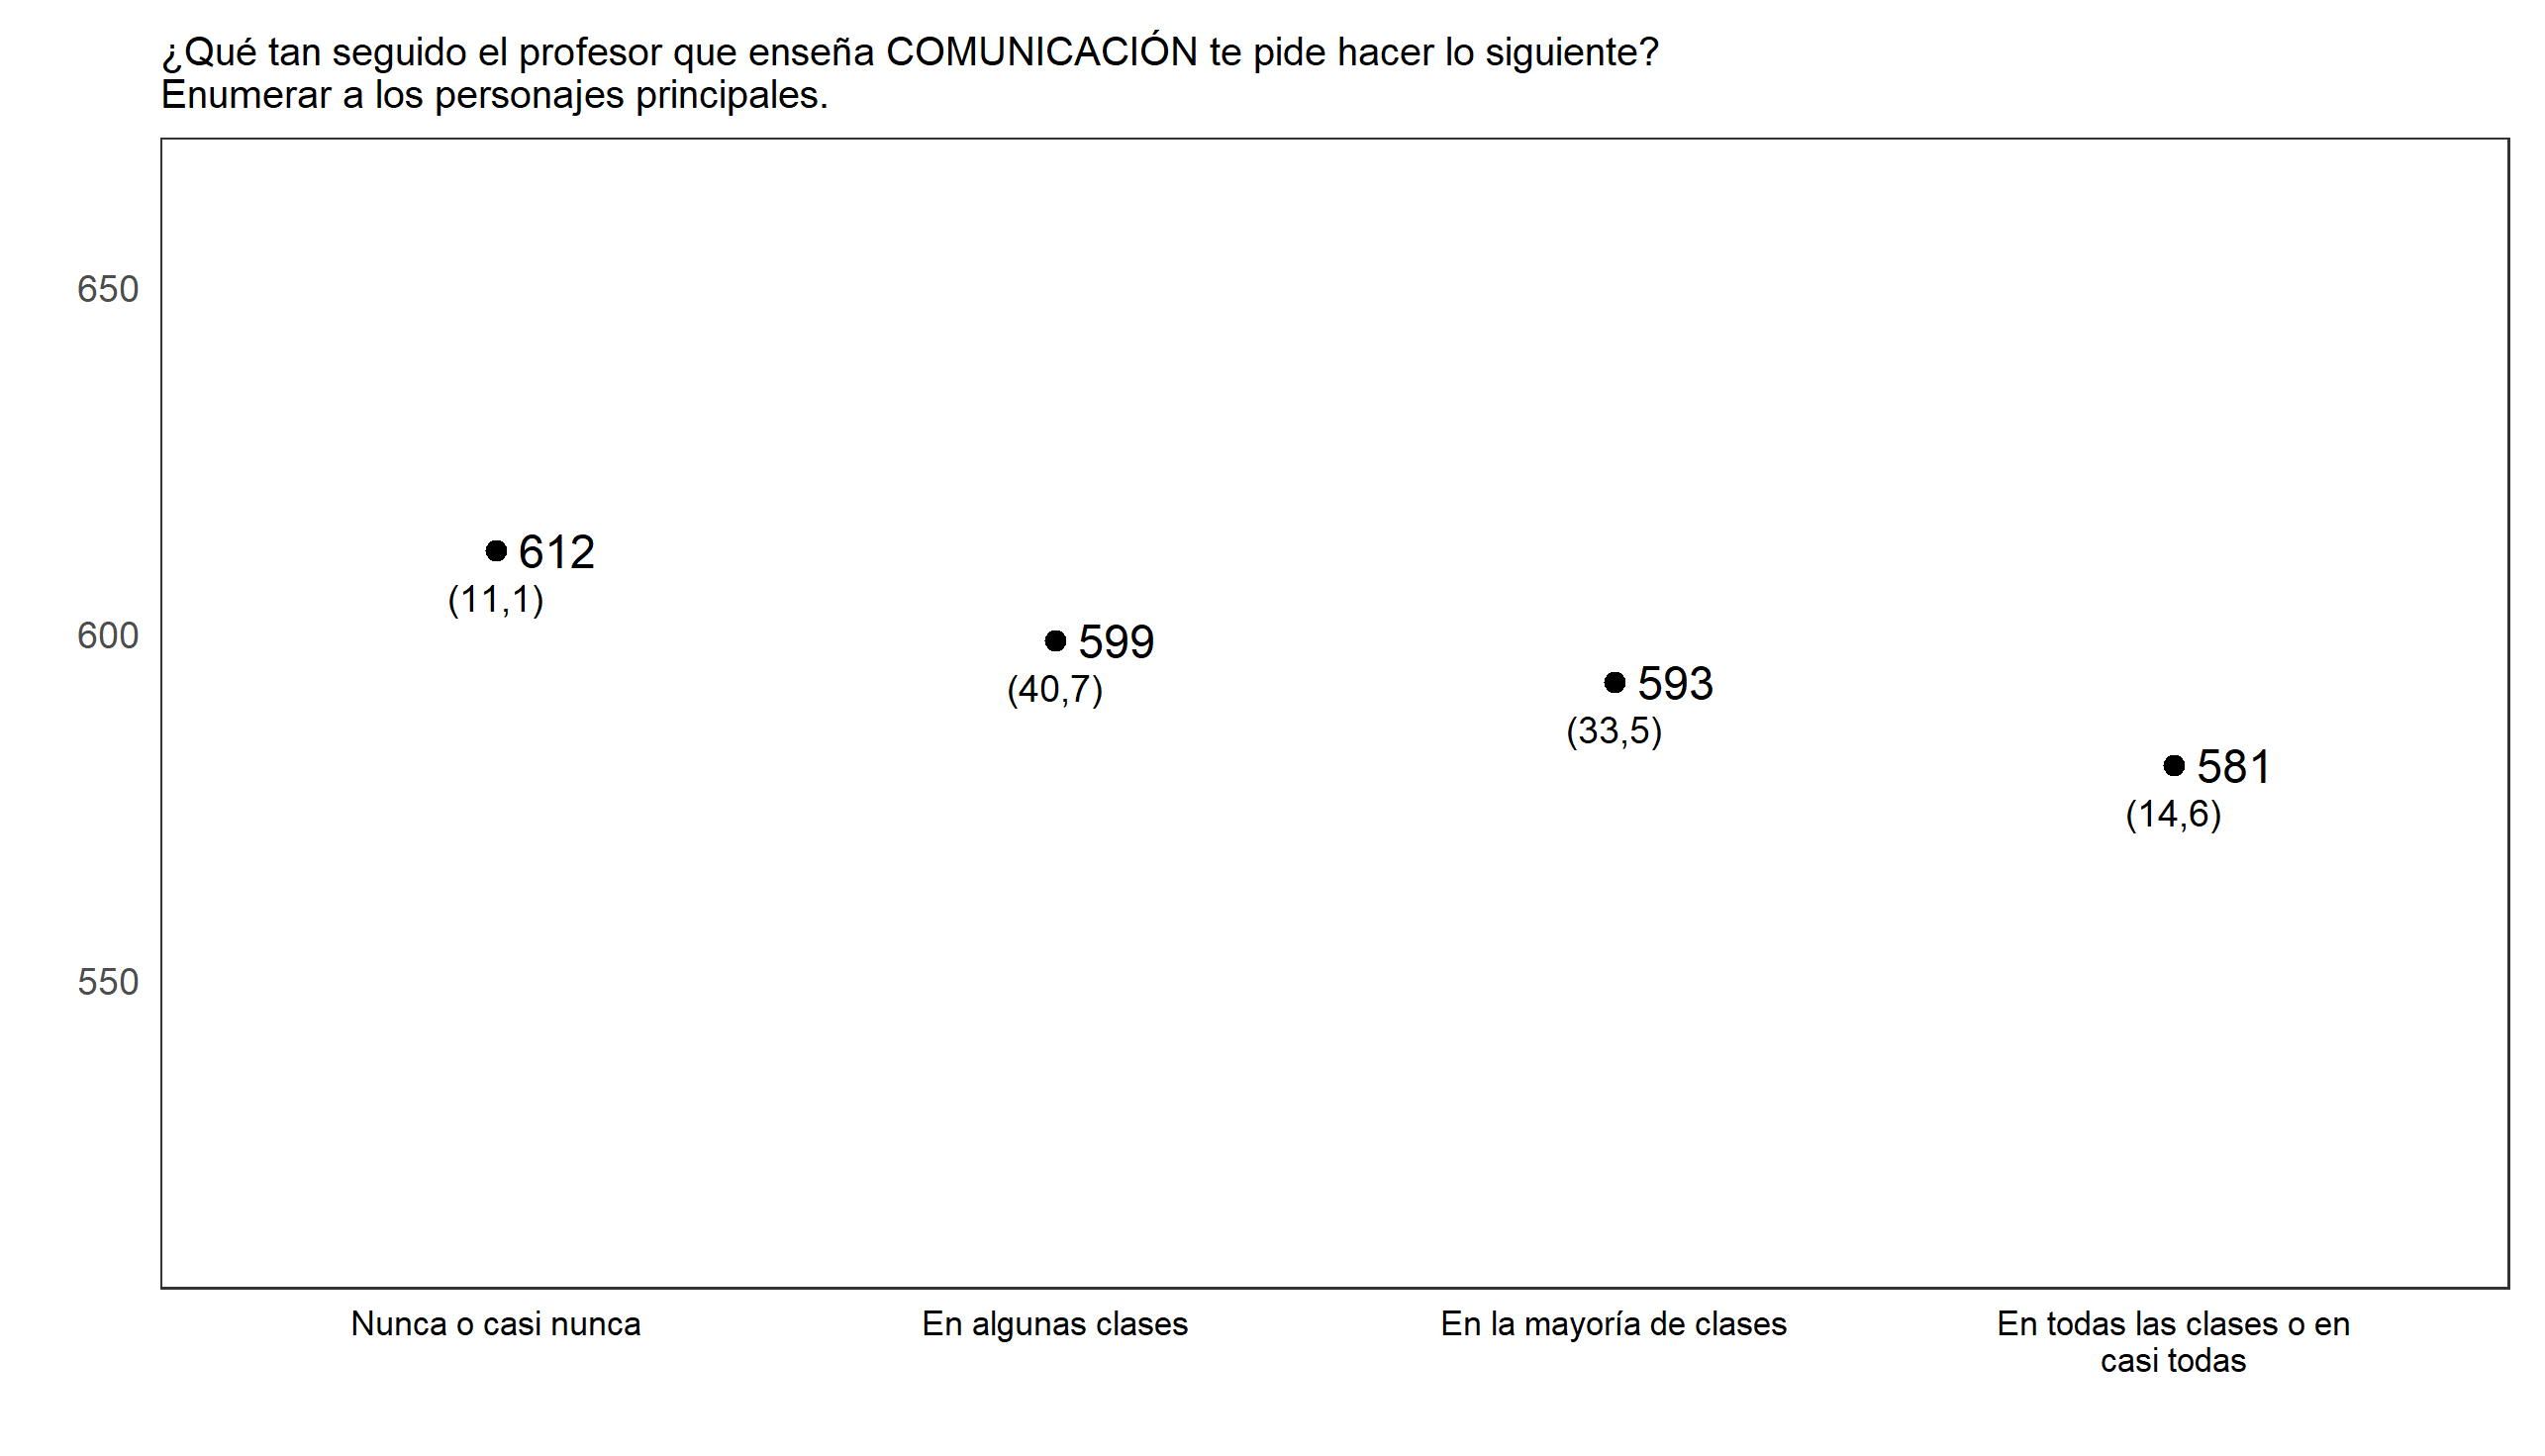 ¿Qué tan seguido el profesor que enseña COMUNICACIÓN te pide hacer lo siguiente?
Enumerar a los personajes principales.
650
600
550
612
(11,1)
599
(40,7)
593
(33,5)
581
(14,6)
Nunca o casi nunca
En algunas clases
En la mayoría de clases
En todas las clases o en
casi todas